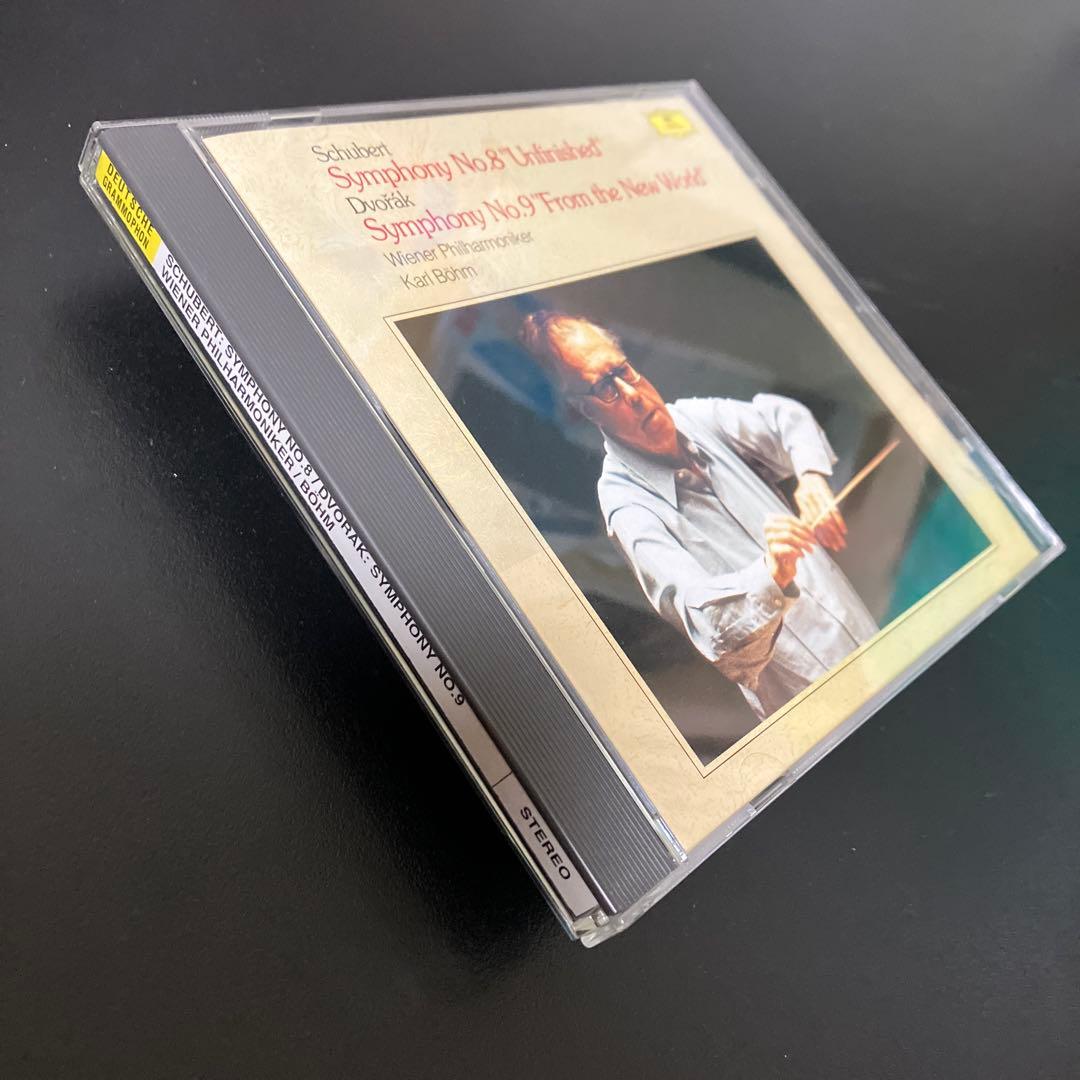 Schubert
Symphony No.8 "Unfinished"
Dvořák
Symphony No.9 "From the New World"
Wiener Philharmoniker
Karl Böhm
DEUTSCHE
GRAMMOPHON
SCHUBERT: SYMPHONY NO.8 / DVOŘÁK: SYMPHONY NO.9
WIENER PHILHARMONIKER / BÖHM
STEREO